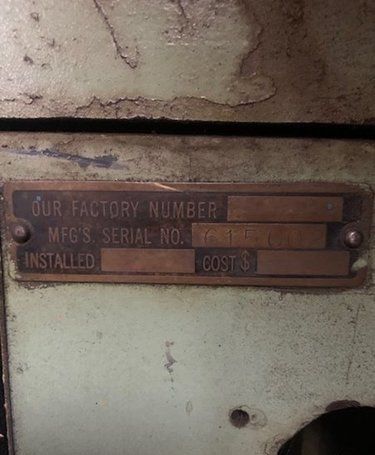 OUR FACTORY NUMBER
MFG'S. SERIAL NO.
INSTALLED COST $